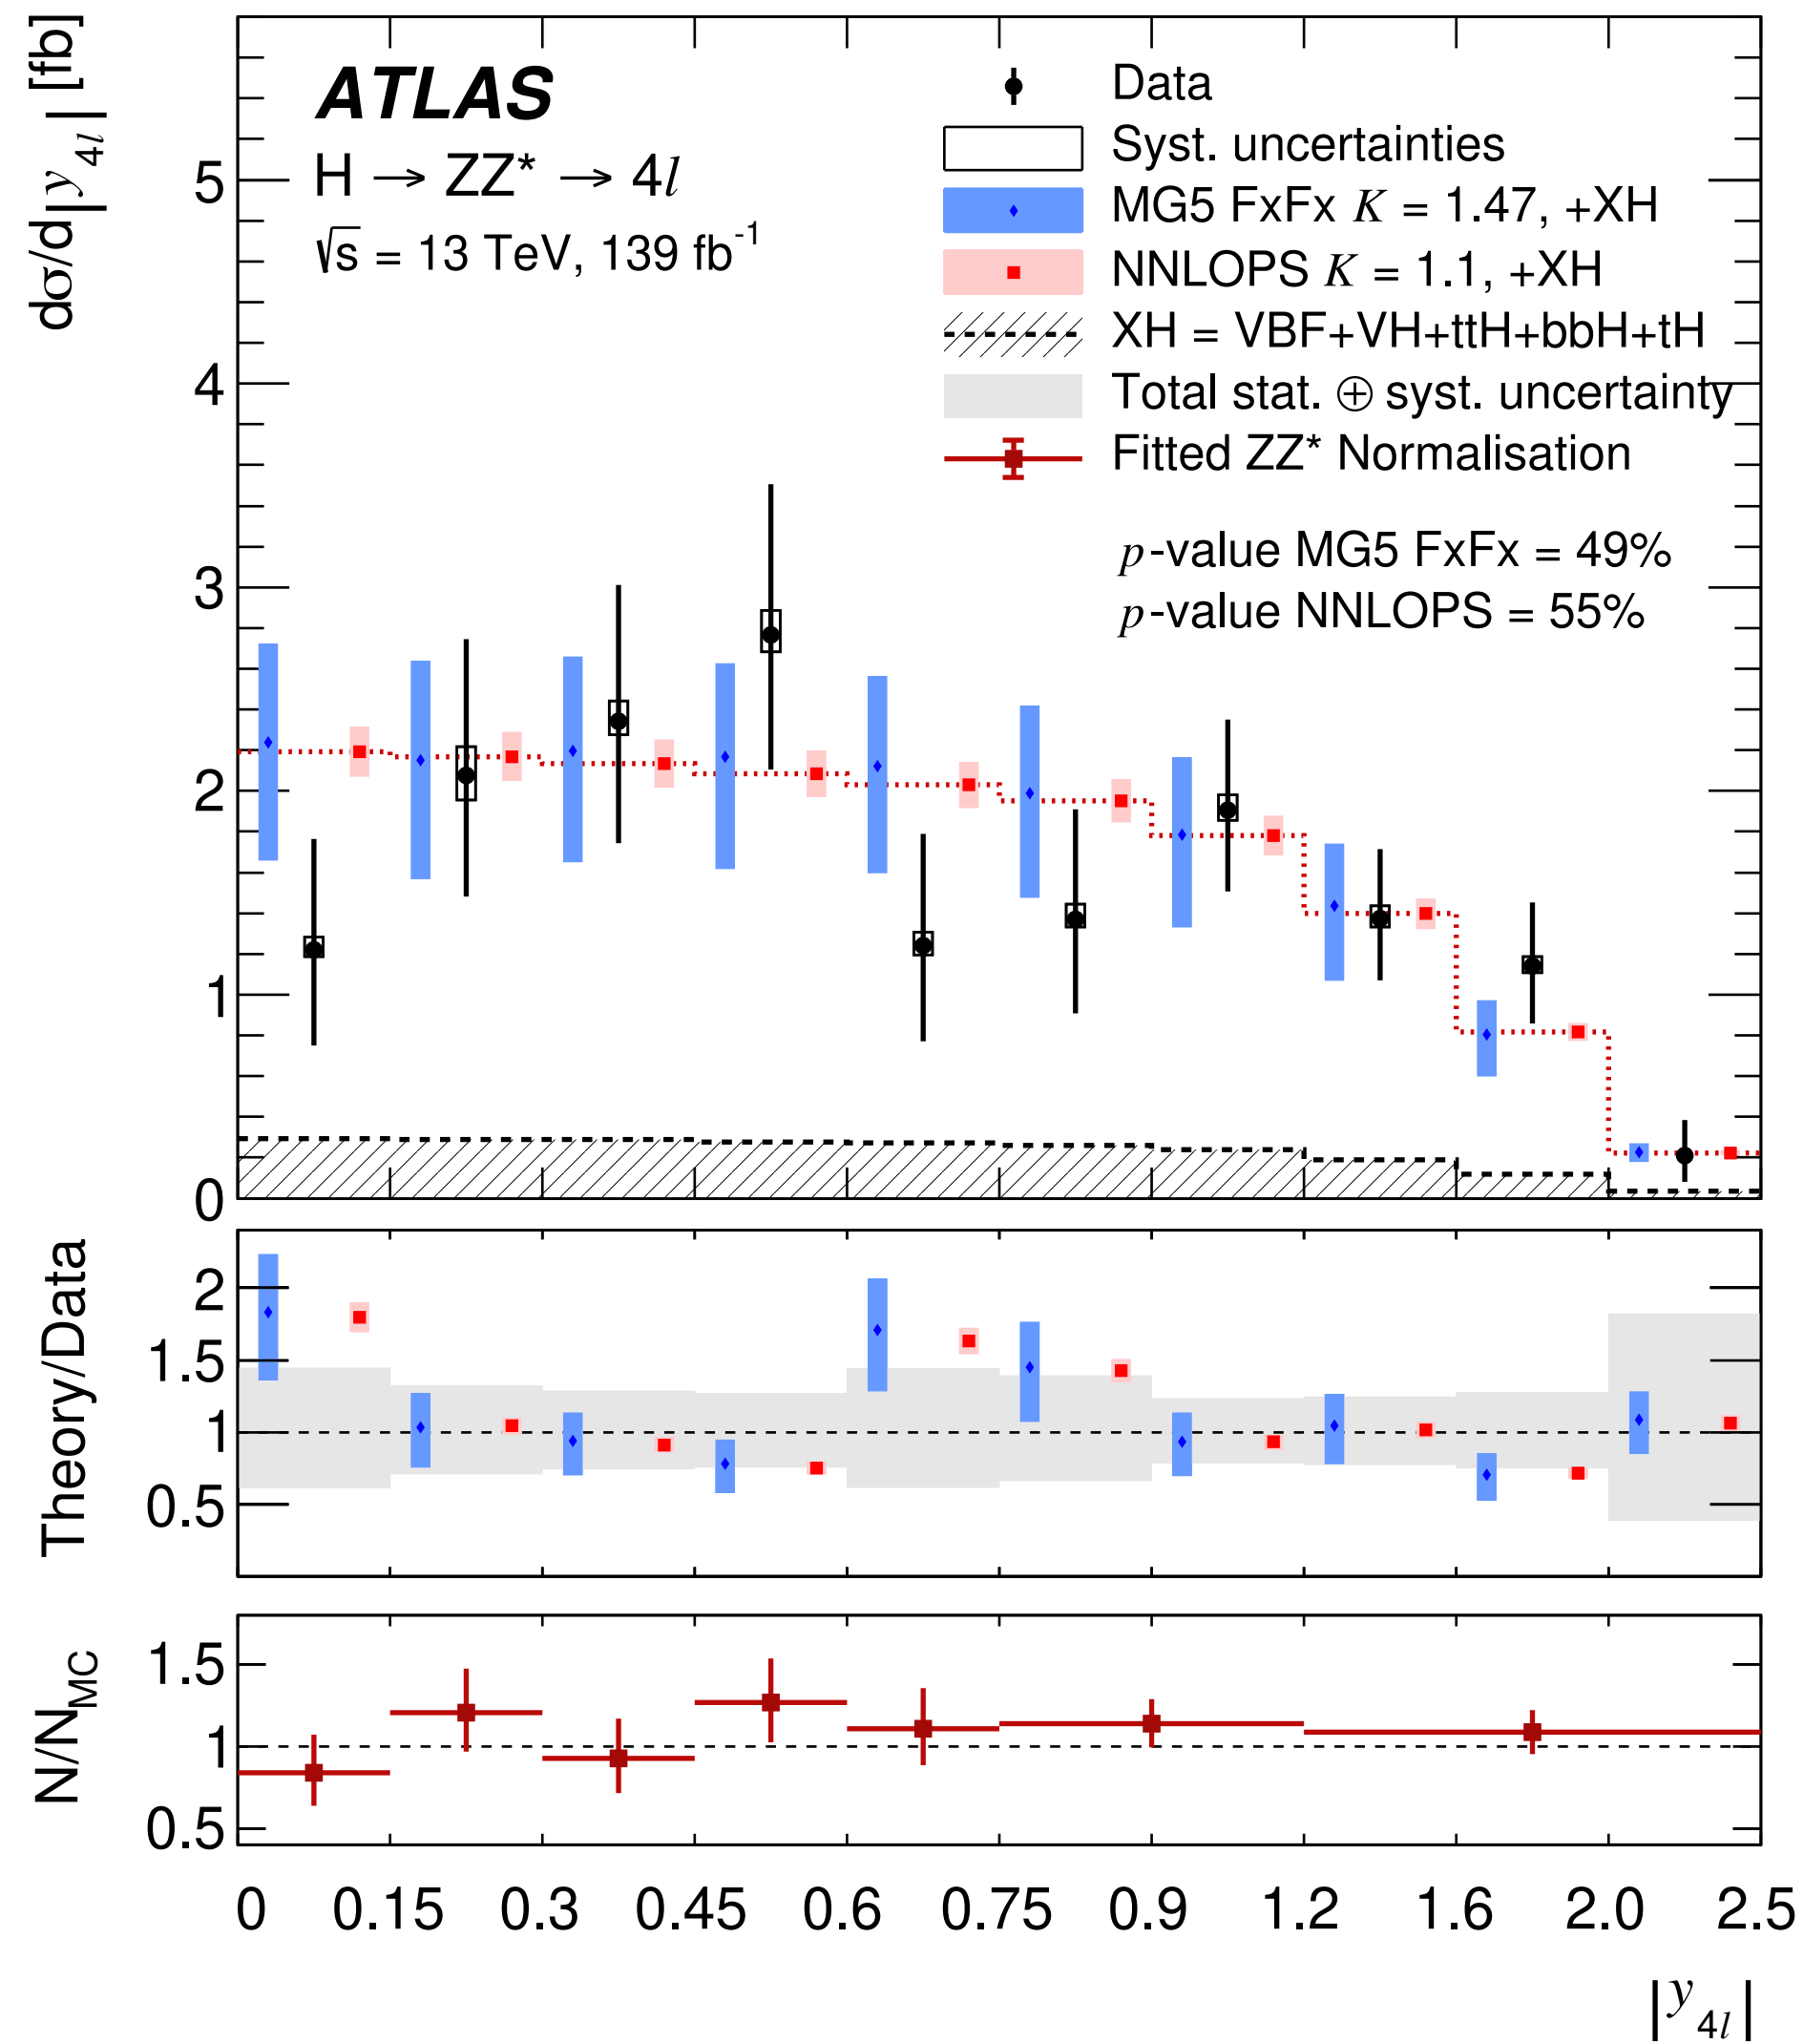 dσ/d|y4l| [fb]
ATLAS
H → ZZ* → 4l
√s = 13 TeV, 139 fb-1
Data
Syst. uncertainties
MG5 FxFx K = 1.47, +XH
NNLOPS K = 1.1, +XH
XH = VBF+VH+ttH+bbH+tH
Total stat. ⊕ syst. uncertainty
Fitted ZZ* Normalisation
p-value MG5 FxFx = 49%
p-value NNLOPS = 55%
5
4
3
2
1
0
Theory/Data
2
1.5
1
0.5
N/NMC
1.5
1
0.5
0 0.15 0.3 0.45 0.6 0.75 0.9 1.2 1.6 2.0 2.5
|y4l|